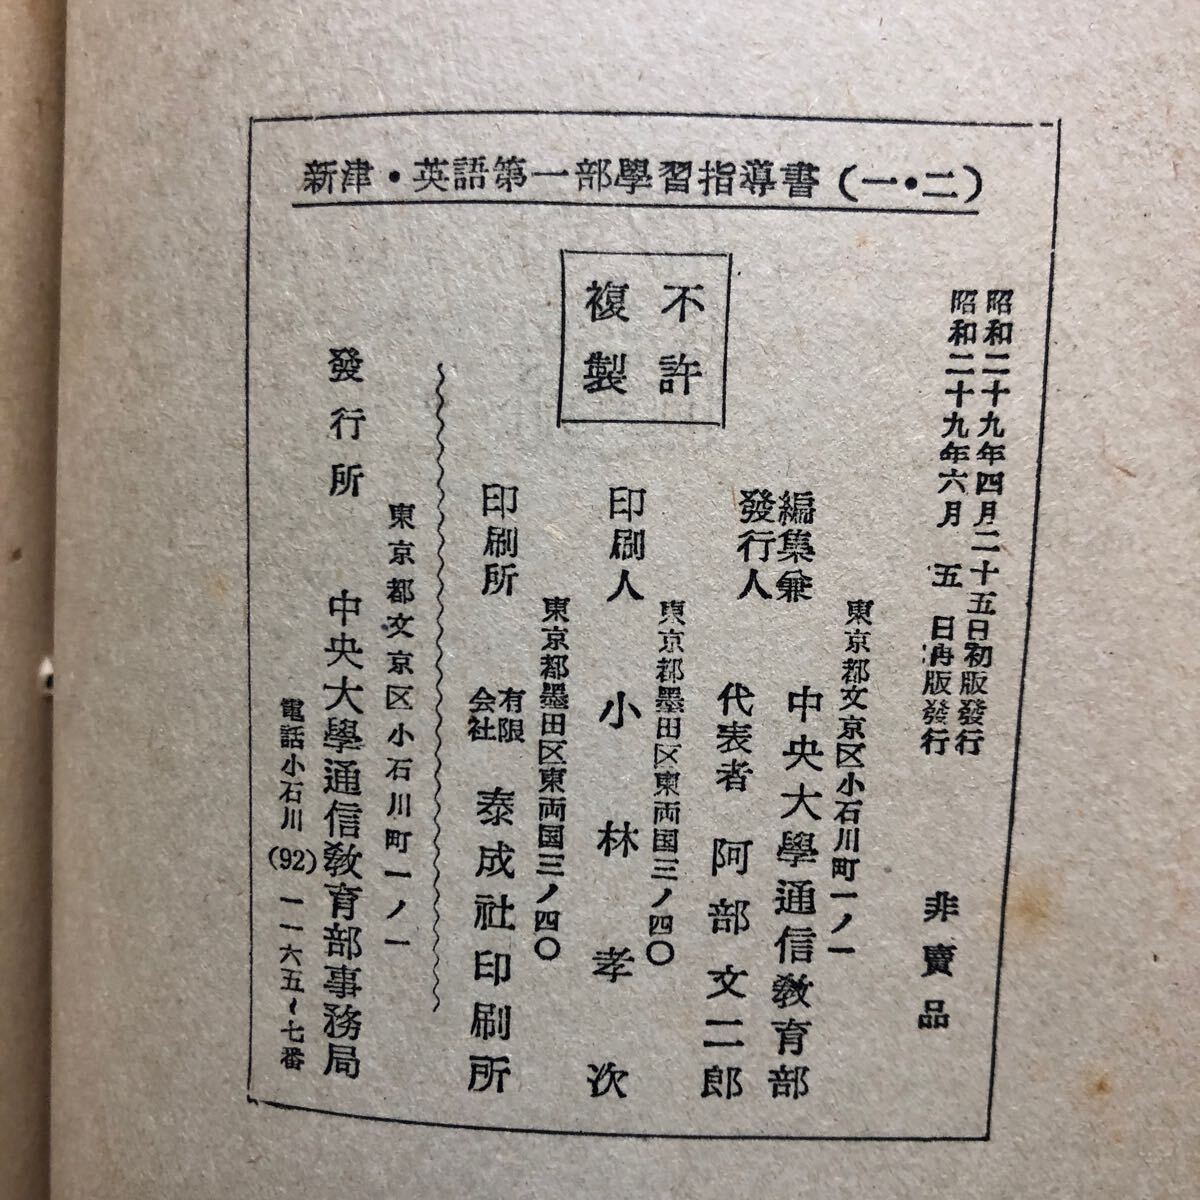 新津・英語第一部學習指導書(一・二)
昭和二十九年四月二十五日初版發行
昭和二十九年六月五日再版發行
非賣品
不許
複製
東京都文京区小石川町一ノ一
編集兼
發行人
中央大學通信教育部
代表者 阿部文二郎
東京都墨田区東両国三ノ四〇
印刷人 小林孝次
東京都墨田区東両国三ノ四〇
印刷所 有限会社 泰成社印刷所
東京都文京区小石川町一ノ一
發行所 中央大學通信教育部事務局
電話小石川(92)一一六五~七番